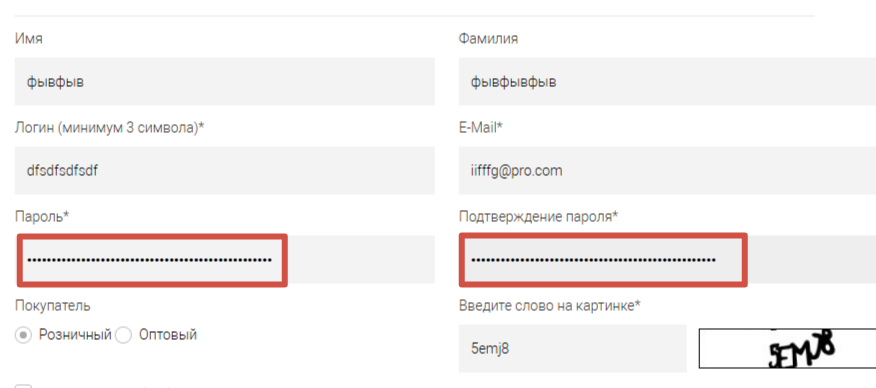 Имя
Фамилия
фывфыв
фывфывфыв
Логин (минимум 3 символа)*
E-Mail*
dfsdfsdfsdf
iifffg@pro.com
Пароль*
Подтверждение пароля*
Покупатель
Введите слово на картинке*
Розничный
Оптовый
5emj8
5EMJ8